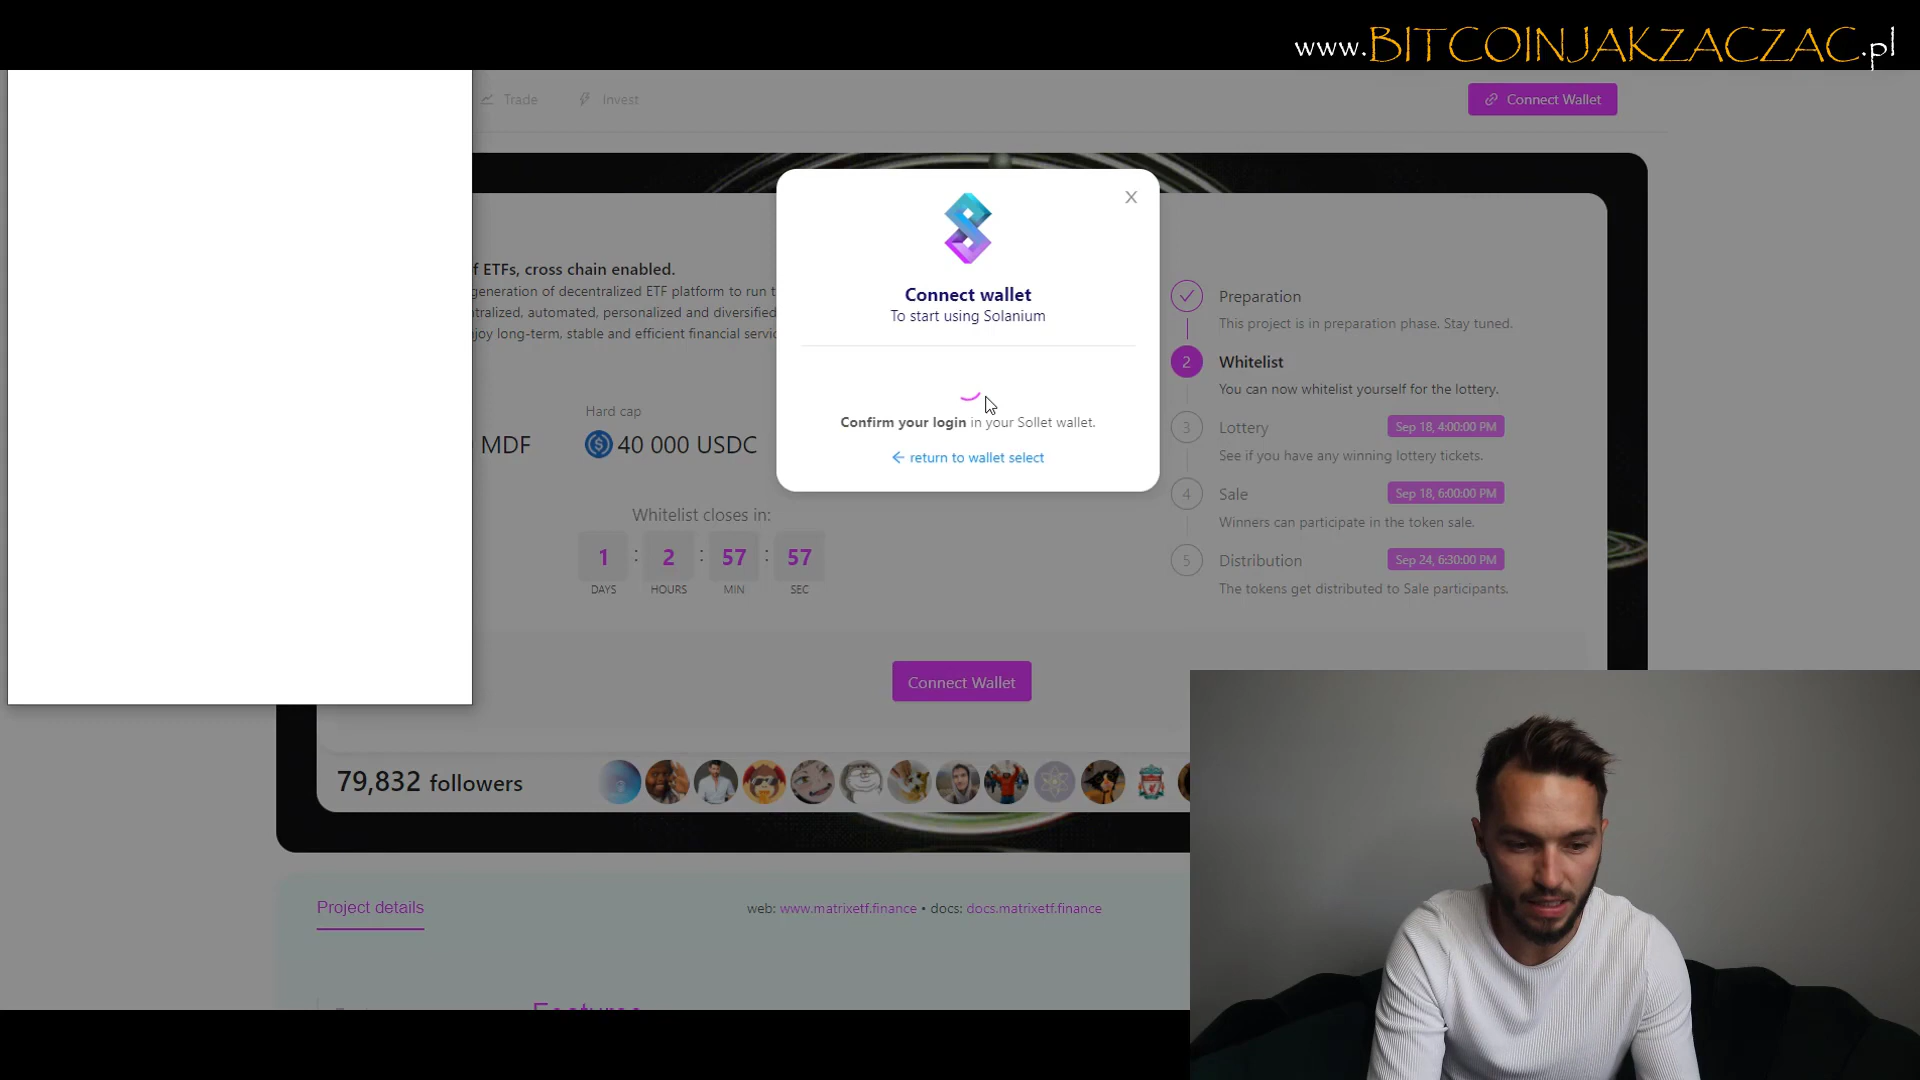 www.BITCOINJAKZACZAC.pl
Trade
Invest
Connect Wallet
f ETFs, cross chain enabled.
generation of decentralized ETF platform to run t
tralized, automated, personalized and diversified
joy long-term, stable and efficient financial servic
MDF
Hard cap
40 000 USDC
Whitelist closes in:
1 : 2 : 57 : 57
DAYS HOURS MIN SEC
X
Connect wallet
To start using Solanium
Confirm your login in your Sollet wallet.
return to wallet select
Preparation
This project is in preparation phase. Stay tuned.
2 Whitelist
You can now whitelist yourself for the lottery.
3 Lottery Sep 18, 4:00:00 PM
See if you have any winning lottery tickets.
4 Sale Sep 18, 6:00:00 PM
Winners can participate in the token sale.
5 Distribution Sep 24, 6:30:00 PM
The tokens get distributed to Sale participants.
Connect Wallet
79,832 followers
Project details
web: www.matrixetf.finance • docs: docs.matrixetf.finance